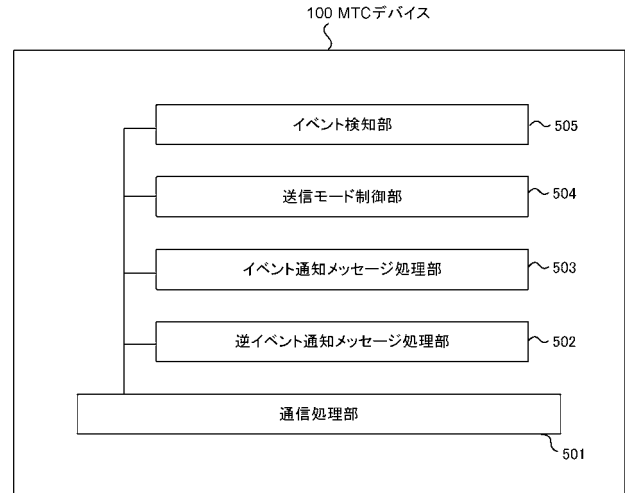 100 MTCデバイス
イベント検知部
505
送信モード制御部
504
イベント通知メッセージ処理部
503
逆イベント通知メッセージ処理部
502
通信処理部
501